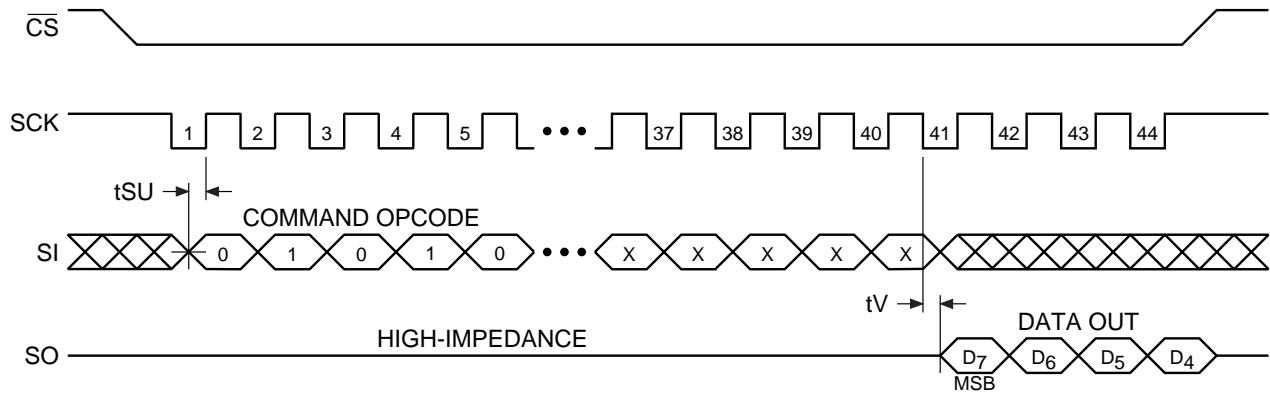 CS
SCK 1 2 3 4 5 ••• 37 38 39 40 41 42 43 44
tSU
COMMAND OPCODE
SI 0 1 0 1 0 ••• X X X X X
tV
HIGH-IMPEDANCE
DATA OUT
SO D7 D6 D5 D4
MSB